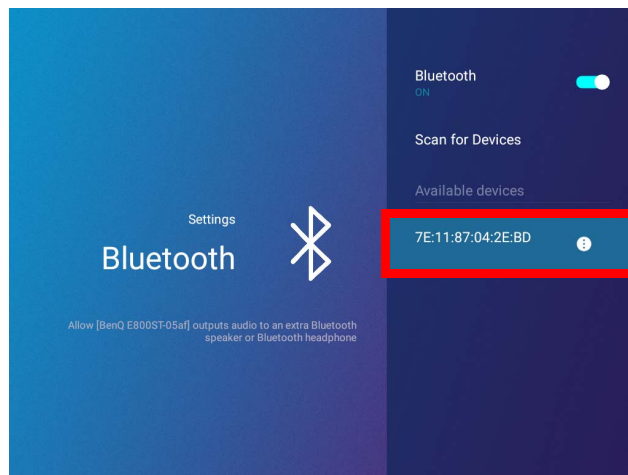 Settings
Bluetooth
Allow [BenQ E800ST-05af] outputs audio to an extra Bluetooth
speaker or Bluetooth headphone
Bluetooth
ON
Scan for Devices
Available devices
7E:11:87:04:2E:BD